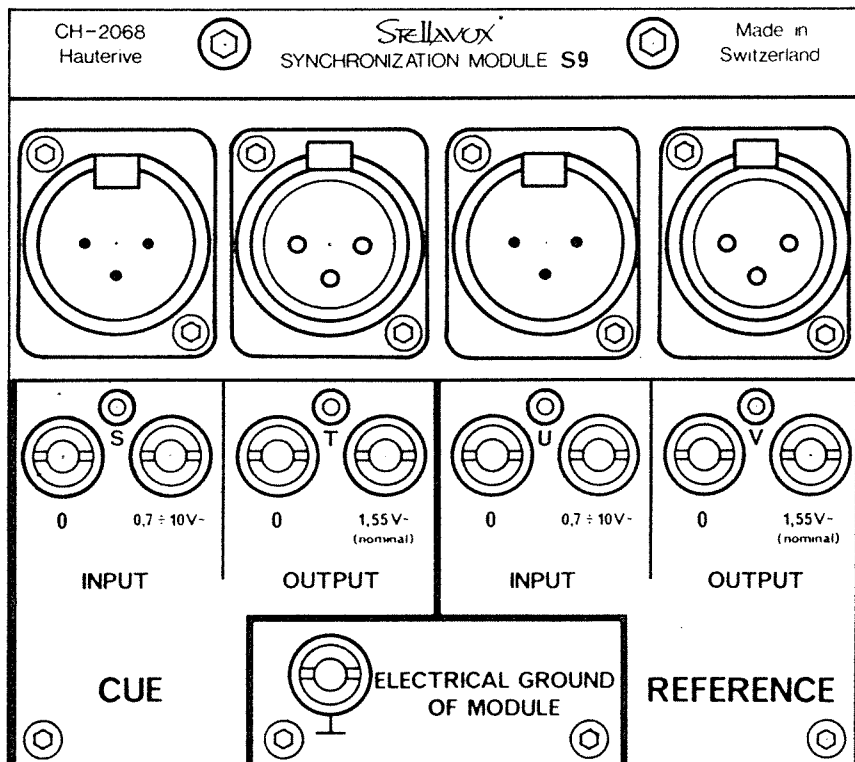 CH-2068
Hauterive
Stellavox
SYNCHRONIZATION MODULE S9
Made in
Switzerland
S
T
U
V
0
0,7 ÷ 10V~
0
1,55V~
(nominal)
0
0,7 ÷ 10V~
0
1,55V~
(nominal)
INPUT
OUTPUT
INPUT
OUTPUT
CUE
ELECTRICAL GROUND
OF MODULE
REFERENCE